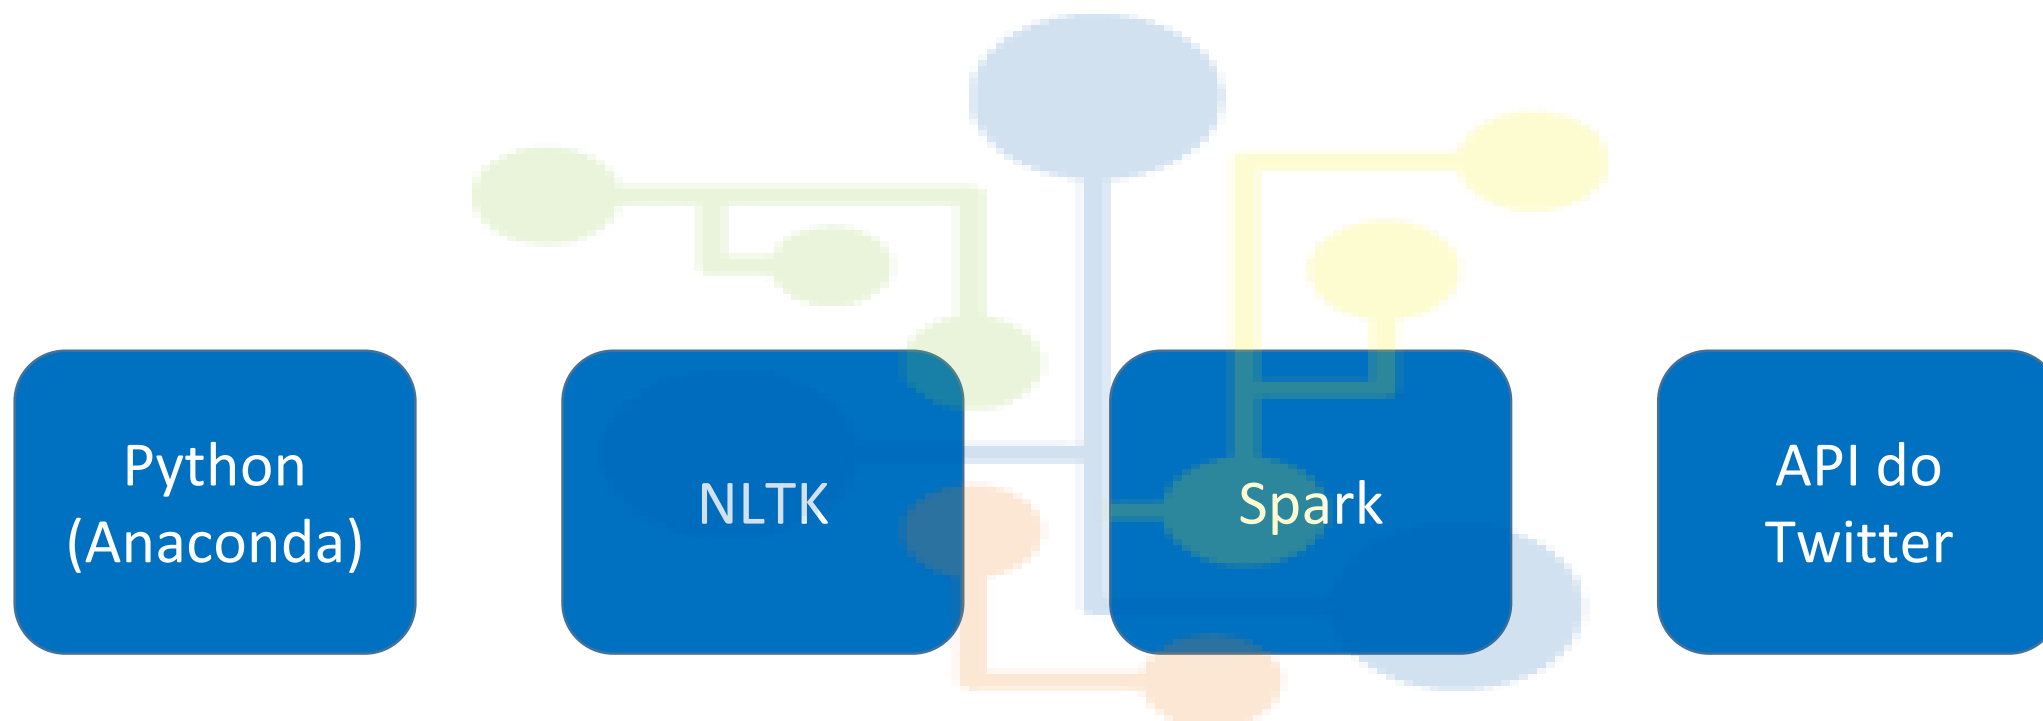 Python
(Anaconda)
NLTK
Spark
API do
Twitter